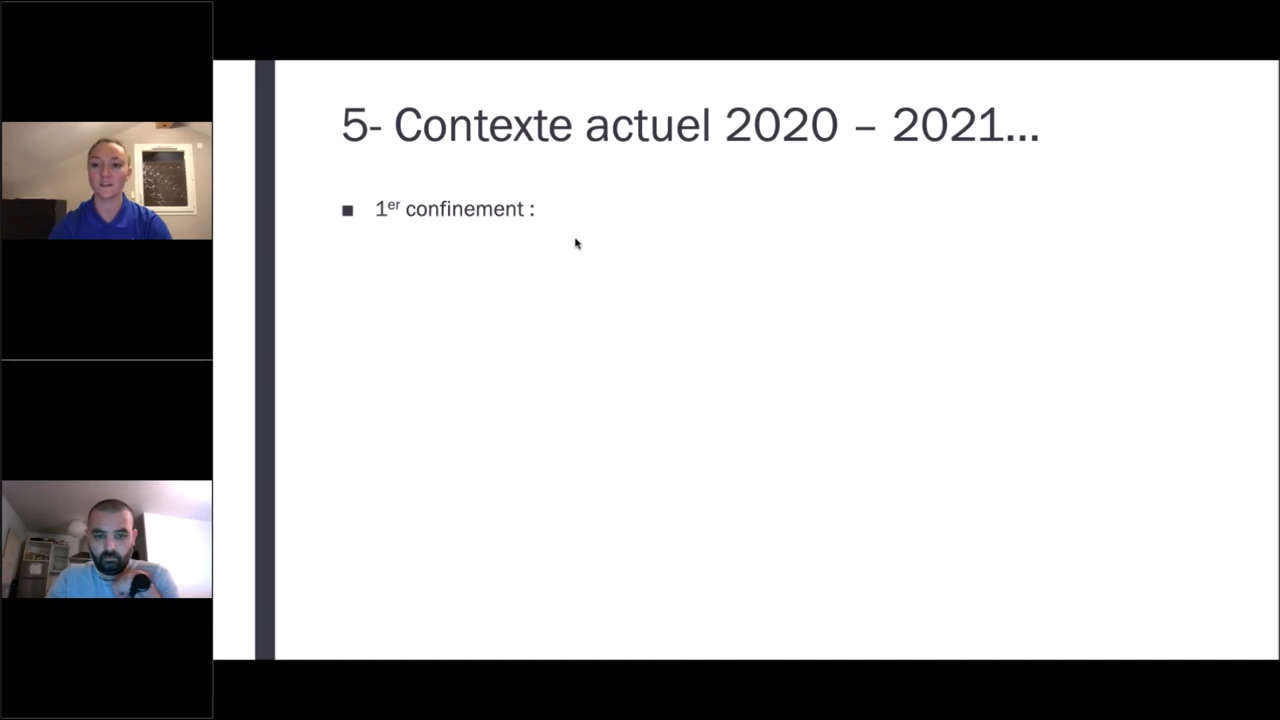 5- Contexte actuel 2020 – 2021...
■ 1er confinement :